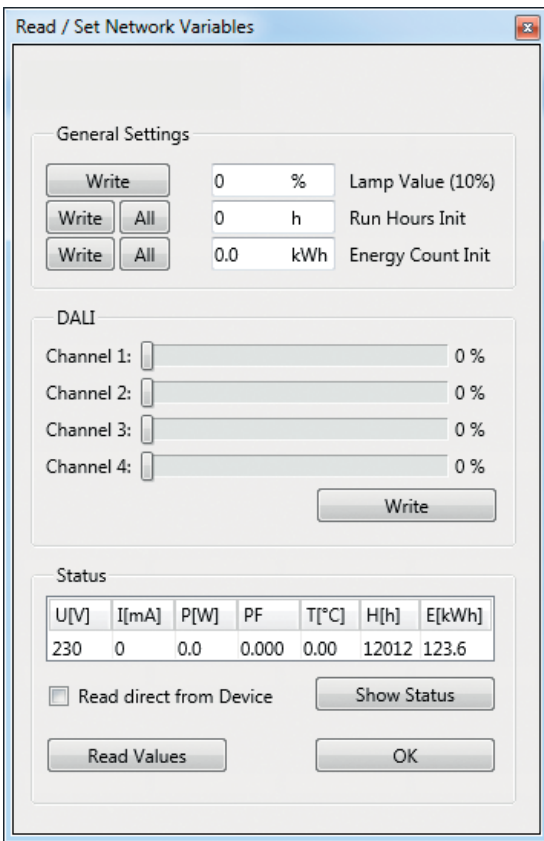 Read / Set Network Variables
General Settings
Write 0 % Lamp Value (10%)
Write All 0 h Run Hours Init
Write All 0.0 kWh Energy Count Init
DALI
Channel 1: 0 %
Channel 2: 0 %
Channel 3: 0 %
Channel 4: 0 %
Write
Status
U[V] I[mA] P[W] PF T[°C] H[h] E[kWh]
230 0 0.0 0.000 0.00 12012 123.6
Read direct from Device Show Status
Read Values OK